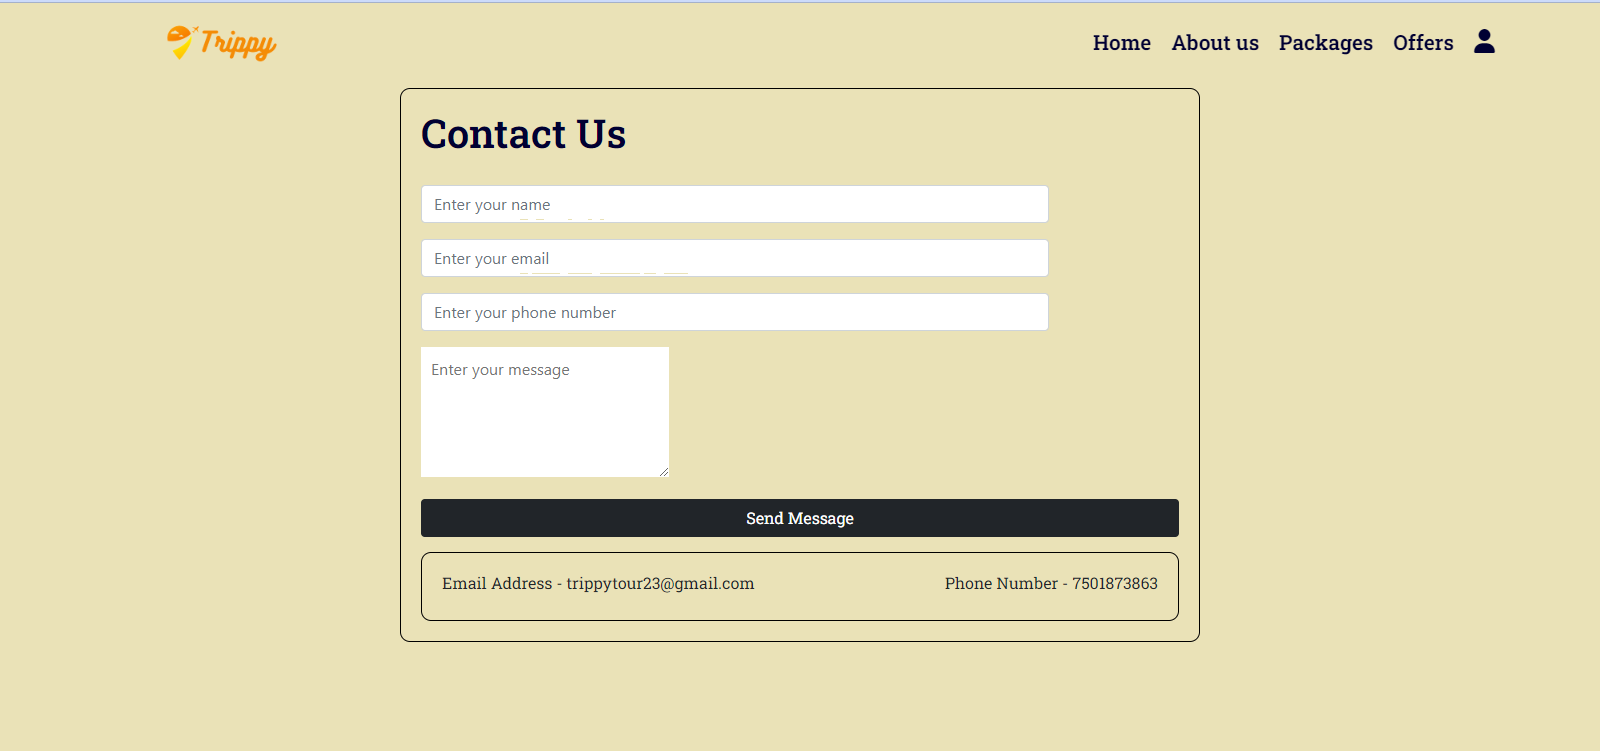 Trippy
Home About us Packages Offers
Contact Us
Enter your name
Enter your email
Enter your phone number
Enter your message
Send Message
Email Address - trippytour23@gmail.com Phone Number - 7501873863